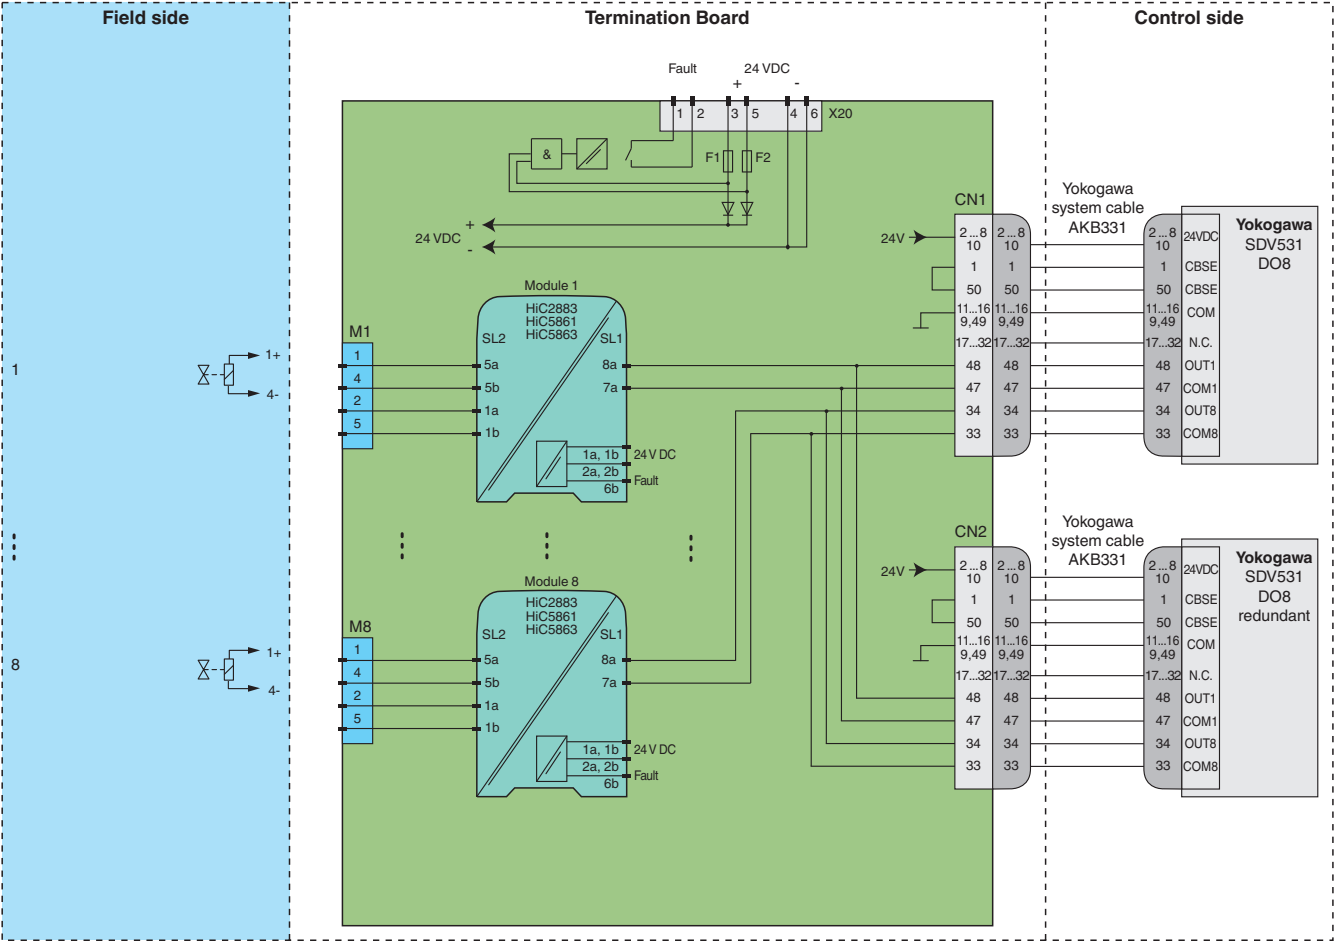 Field side
Termination Board
Control side
Fault
24 VDC
+
-
1
2
3
5
4
6
X20
&
F1
F2
+
24 VDC
-
Module 1
HiC2883
HiC5861
HiC5863
SL2
SL1
M1
1
4
2
5
5a
5b
1a
1b
8a
7a
1a, 1b
2a, 2b
6b
24 V DC
Fault
1
1+
4-
CN1
24V
2 ... 8
10
2 ... 8
10
1
1
50
50
11...16
9,49
11...16
9,49
17...32
17...32
48
48
47
47
34
34
33
33
Yokogawa
system cable
AKB331
2 ... 8
10
24VDC
1
CBSE
50
CBSE
11...16
9,49
COM
17...32
N.C.
48
OUT1
47
COM1
34
OUT8
33
COM8
Yokogawa
SDV531
DO8
Module 8
HiC2883
HiC5861
HiC5863
SL2
SL1
M8
1
4
2
5
5a
5b
1a
1b
8a
7a
1a, 1b
2a, 2b
6b
24 V DC
Fault
8
1+
4-
CN2
24V
2 ... 8
10
2 ... 8
10
1
1
50
50
11...16
9,49
11...16
9,49
17...32
17...32
48
48
47
47
34
34
33
33
Yokogawa
system cable
AKB331
2 ... 8
10
24VDC
1
CBSE
50
CBSE
11...16
9,49
COM
17...32
N.C.
48
OUT1
47
COM1
34
OUT8
33
COM8
Yokogawa
SDV531
DO8
redundant